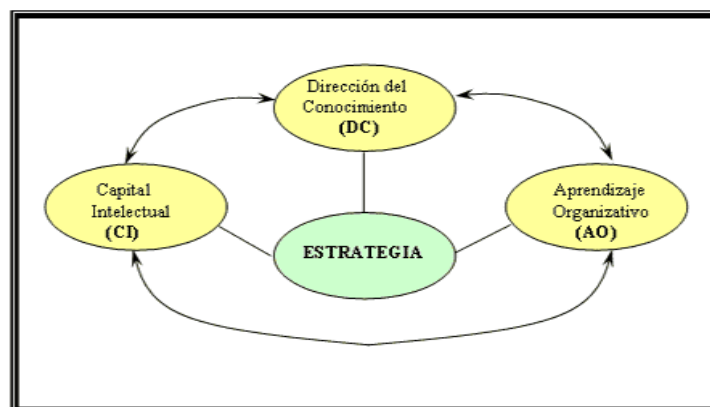 Dirección del
Conocimiento
(DC)
Capital
Intelectual
(CI)
Aprendizaje
Organizativo
(AO)
ESTRATEGIA